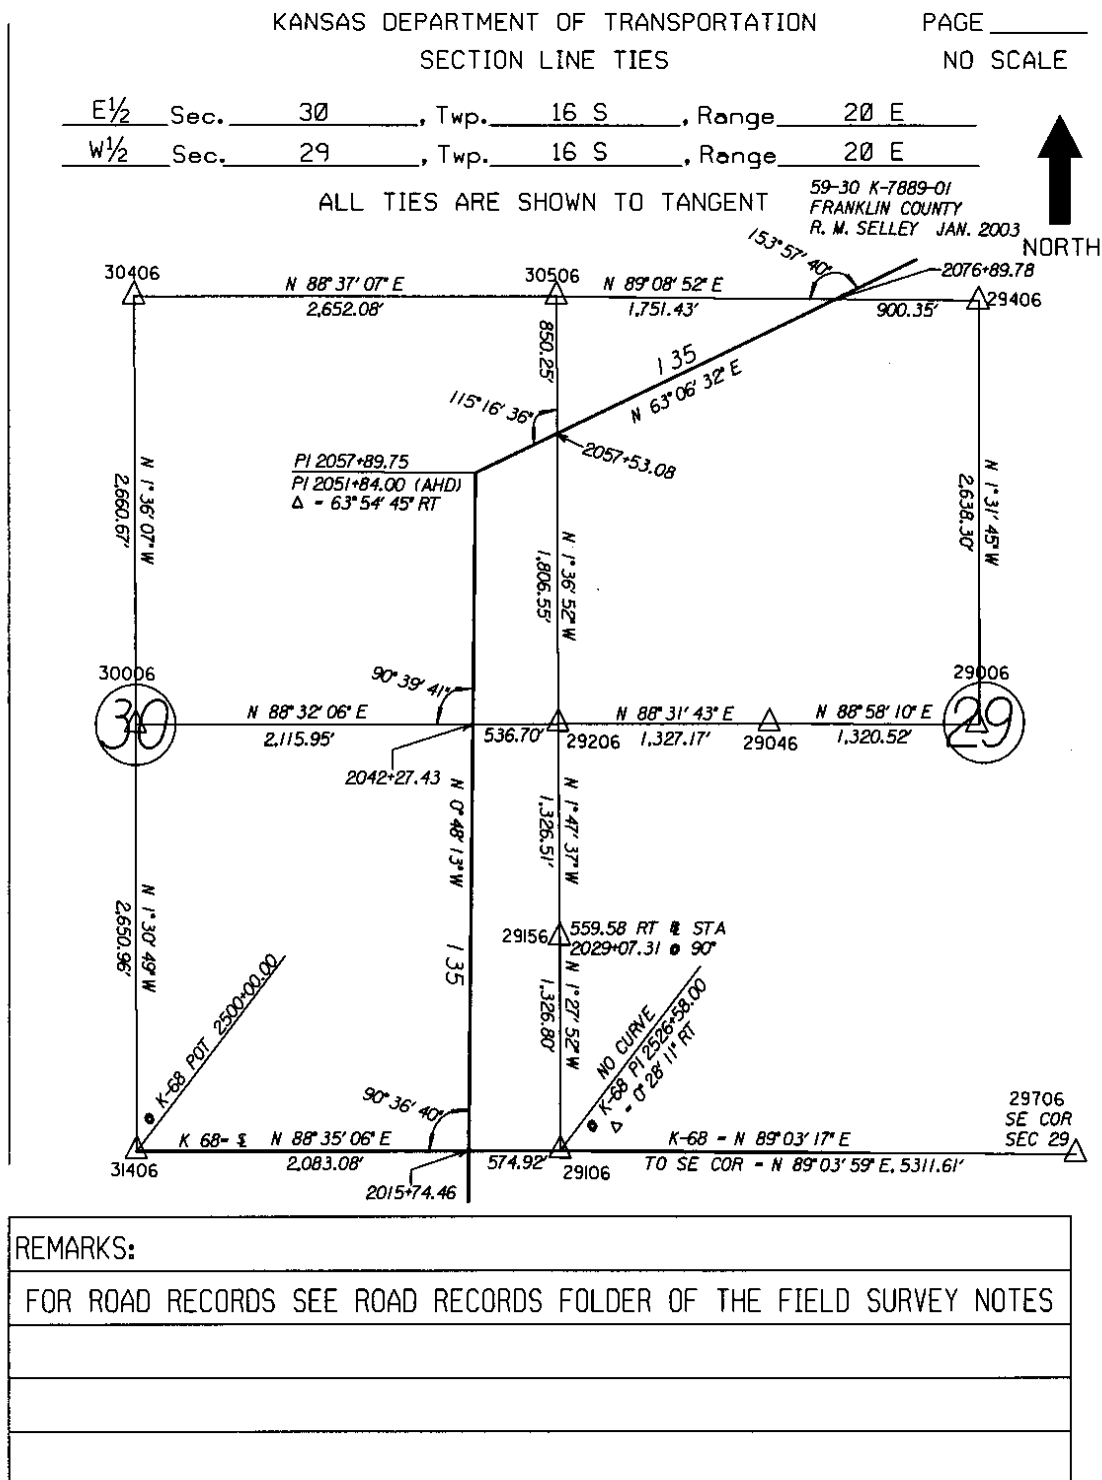 KANSAS DEPARTMENT OF TRANSPORTATION PAGE
SECTION LINE TIES NO SCALE
E½ Sec. 30 , Twp. 16 S , Range 20 E
W½ Sec. 29 , Twp. 16 S , Range 20 E
ALL TIES ARE SHOWN TO TANGENT
59-30 K-7889-01
FRANKLIN COUNTY
R. M. SELLEY JAN. 2003
NORTH
153° 57' 40"
2076+89.78
30406
30506
29406
N 88° 37' 07" E
2,652.08'
N 89° 08' 52" E
1,751.43'
900.35'
850.25'
I 35
N 63° 06' 32" E
115° 16' 36"
2057+53.08
PI 2057+89.75
PI 2051+84.00 (AHD)
Δ = 63° 54' 45" RT
N 1° 36' 07" W
2,660.67'
N 1° 36' 52" W
1,806.55'
N 1° 31' 45" W
2,638.30'
30006
29006
90° 39' 41"
30
29
N 88° 32' 06" E
2,115.95'
536.70'
29206
N 88° 31' 43" E
1,327.17'
29046
N 88° 58' 10" E
1,320.52'
2042+27.43
N 0° 48' 13" W
I 35
N 1° 47' 37" W
1,326.51'
N 1° 30' 49" W
2,650.96'
29156
559.58 RT ℄ STA
2029+07.31 @ 90°
N 1° 27' 52" W
1,326.80'
@ K-68 POT 2500+00.00
NO CURVE
@ K-68 PI 2526+58.00
Δ = 0° 28' 11" RT
90° 36' 40"
29706
SE COR
SEC 29
K 68= ℄ N 88° 35' 06" E
2,083.08'
574.92'
K-68 = N 89° 03' 17" E
TO SE COR = N 89° 03' 59" E, 5311.61'
31406
29106
2015+74.46
REMARKS:
FOR ROAD RECORDS SEE ROAD RECORDS FOLDER OF THE FIELD SURVEY NOTES